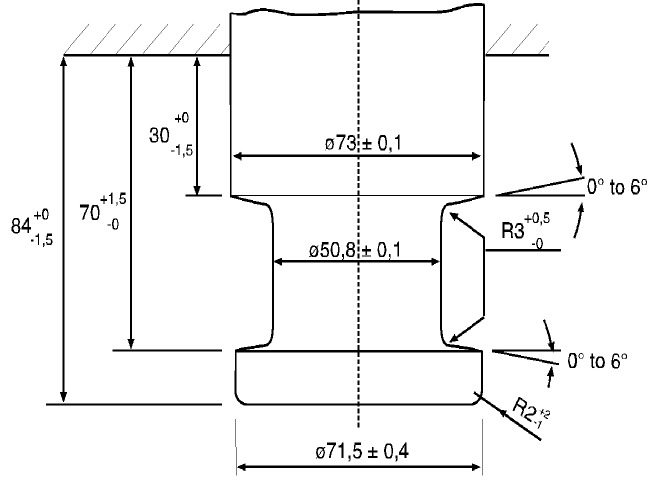 30 +0 -1,5
ø73 ± 0,1
0° to 6°
70 +1,5 -0
84 +0 -1,5
R3 +0,5 -0
ø50,8 ± 0,1
0° to 6°
R2 +2 -1
ø71,5 ± 0,4